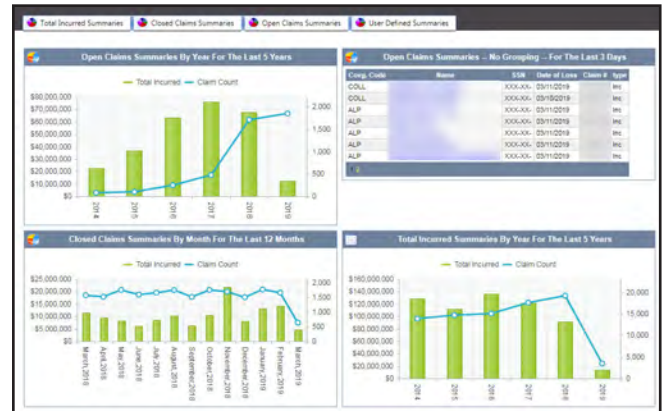 Total Incurred Summaries Closed Claims Summaries Open Claims Summaries User Defined Summaries
Open Claims Summaries By Year For The Last 5 Years
Total Incurred Claim Count
$80,000,000
$70,000,000
$60,000,000
$50,000,000
$40,000,000
$30,000,000
$20,000,000
$10,000,000
$0
2,000
1,500
1,000
500
0
2014 2015 2016 2017 2018 2019
Open Claims Summaries -- No Grouping -- For The Last 3 Days
Corp. Code Name SSN Date of Loss Claim # type
COLL XXX-XX- 03/11/2019 Inc
COLL XXX-XX- 03/10/2019 Inc
ALP XXX-XX- 03/11/2019 Inc
ALP XXX-XX- 03/11/2019 Inc
ALP XXX-XX- 03/11/2019 Inc
ALP XXX-XX- 03/11/2019 Inc
ALP XXX-XX- 03/11/2019 Inc
Closed Claims Summaries By Month For The Last 12 Months
Total Incurred Claim Count
$25,000,000
$20,000,000
$15,000,000
$10,000,000
$5,000,000
$0
2,000
1,500
1,000
500
0
March,2018 April,2018 May,2018 June,2018 July,2018 August,2018 September,2018 October,2018 November,2018 December,2018 January,2019 February,2019 March,2019
Total Incurred Summaries By Year For The Last 5 Years
Total Incurred Claim Count
$160,000,000
$140,000,000
$120,000,000
$100,000,000
$80,000,000
$60,000,000
$40,000,000
$20,000,000
$0
20,000
15,000
10,000
5,000
0
2014 2015 2016 2017 2018 2019